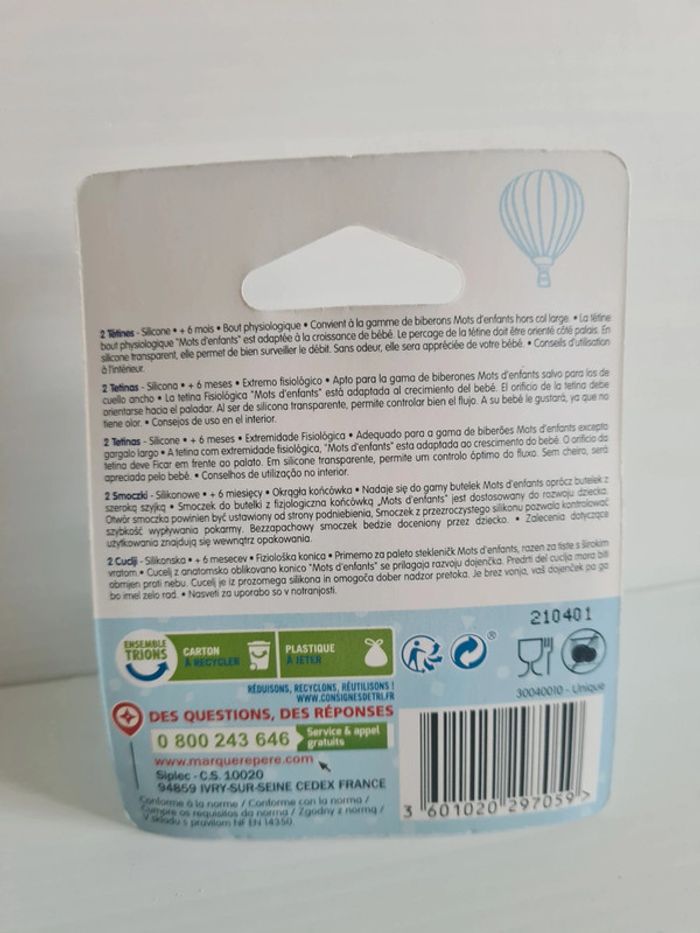 2 Tétines - Silicone • + 6 mois • Bout physiologique • Convient à la gamme de biberons Mots d'enfants hors col large. • La tétine
bout physiologique "Mots d'enfants" est adaptée à la croissance de bébé. Le percage de la tétine doit être orienté côté palais. En
silicone transparent, elle permet de bien surveiller le débit. Sans odeur, elle sera appréciée de votre bébé. • Conseils d'utilisation
à l'intérieur.
2 Tetinas - Silicona • + 6 meses • Extremo fisiológico • Apto para la gama de biberones Mots d'enfants salvo para los de
cuello ancho • La tetina Fisiológica "Mots d'enfants" está adaptada al crecimiento del bebé. El orificio de la tetina debe
orientarse hacia el paladar. Al ser de silicona transparente, permite controlar bien el flujo. A su bebé le gustará, ya que no
tiene olor. • Consejos de uso en el interior.
2 Tetinas - Silicone • + 6 meses • Extremidade Fisiológica • Adequado para a gama de biberões Mots d'enfants excepto
gargalo largo • A tetina com extremidade fisiológica, "Mots d'enfants" esta adaptada ao crescimento do bebé. O orificio da
tetina deve Ficar em frente ao palato. Em silicone transparente, permite um controlo óptimo do fluxo. Sem cheiro, será
apreciada pelo bebé. • Conselhos de utilização no interior.
2 Smoczki - Silikonowe • + 6 miesięcy • Okrągła końcówka • Nadaje się do gamy butelek Mots d'enfants oprócz butelek z
szeroką szyjką • Smoczek do butelki z fizjologiczną końcówką „Mots d'enfants" jest dostosowany do rozwoju dziecka.
Otwór smoczka powinien być ustawiony od strony podniebienia, Smoczek z przezroczystego silikonu pozwala kontrolować
szybkość wypływania pokarmy. Bezzapachowy smoczek bedzie doceniony przez dziecko. • Zalecenia dotyczące
użytkowania znajdują się wewnątrz opakowania.
2 Cuclji - Silikonska • + 6 mesecev • Fiziološka konica • Primerno za paleto stekleničk Mots d'enfants, razen za tiste s širokim
vratom. • Cucelj z anatomsko oblikovano konico "Mots d'enfants" se prilagaja razvoju dojenčka. Predrti del cuclja mora biti
obrnjen proti nebu. Cucelj je iz prozornega silikona in omogoča dober nadzor pretoka. Je brez vonja, vaš dojenček pa ga
bo imel zelo rad. • Nasveti za uporabo so v notranjosti.
210401
ENSEMBLE
TRIONS
CARTON
À RECYCLER
PLASTIQUE
À JETER
®
RÉDUISONS, RECYCLONS, RÉUTILISONS !
WWW.CONSIGNESDETRI.FR
30040010 - Unique
DES QUESTIONS, DES RÉPONSES
0 800 243 646
Service & appel
gratuits
www.marquerepere.com
Siplec - C.S. 10020
94859 IVRY-SUR-SEINE CEDEX FRANCE
Conforme à la norme / Conforme con la norma /
Cumpre os requisitos da norma / Zgodny z normą /
V skladu s pravilom NF EN 14350.
3 601020 297059 >